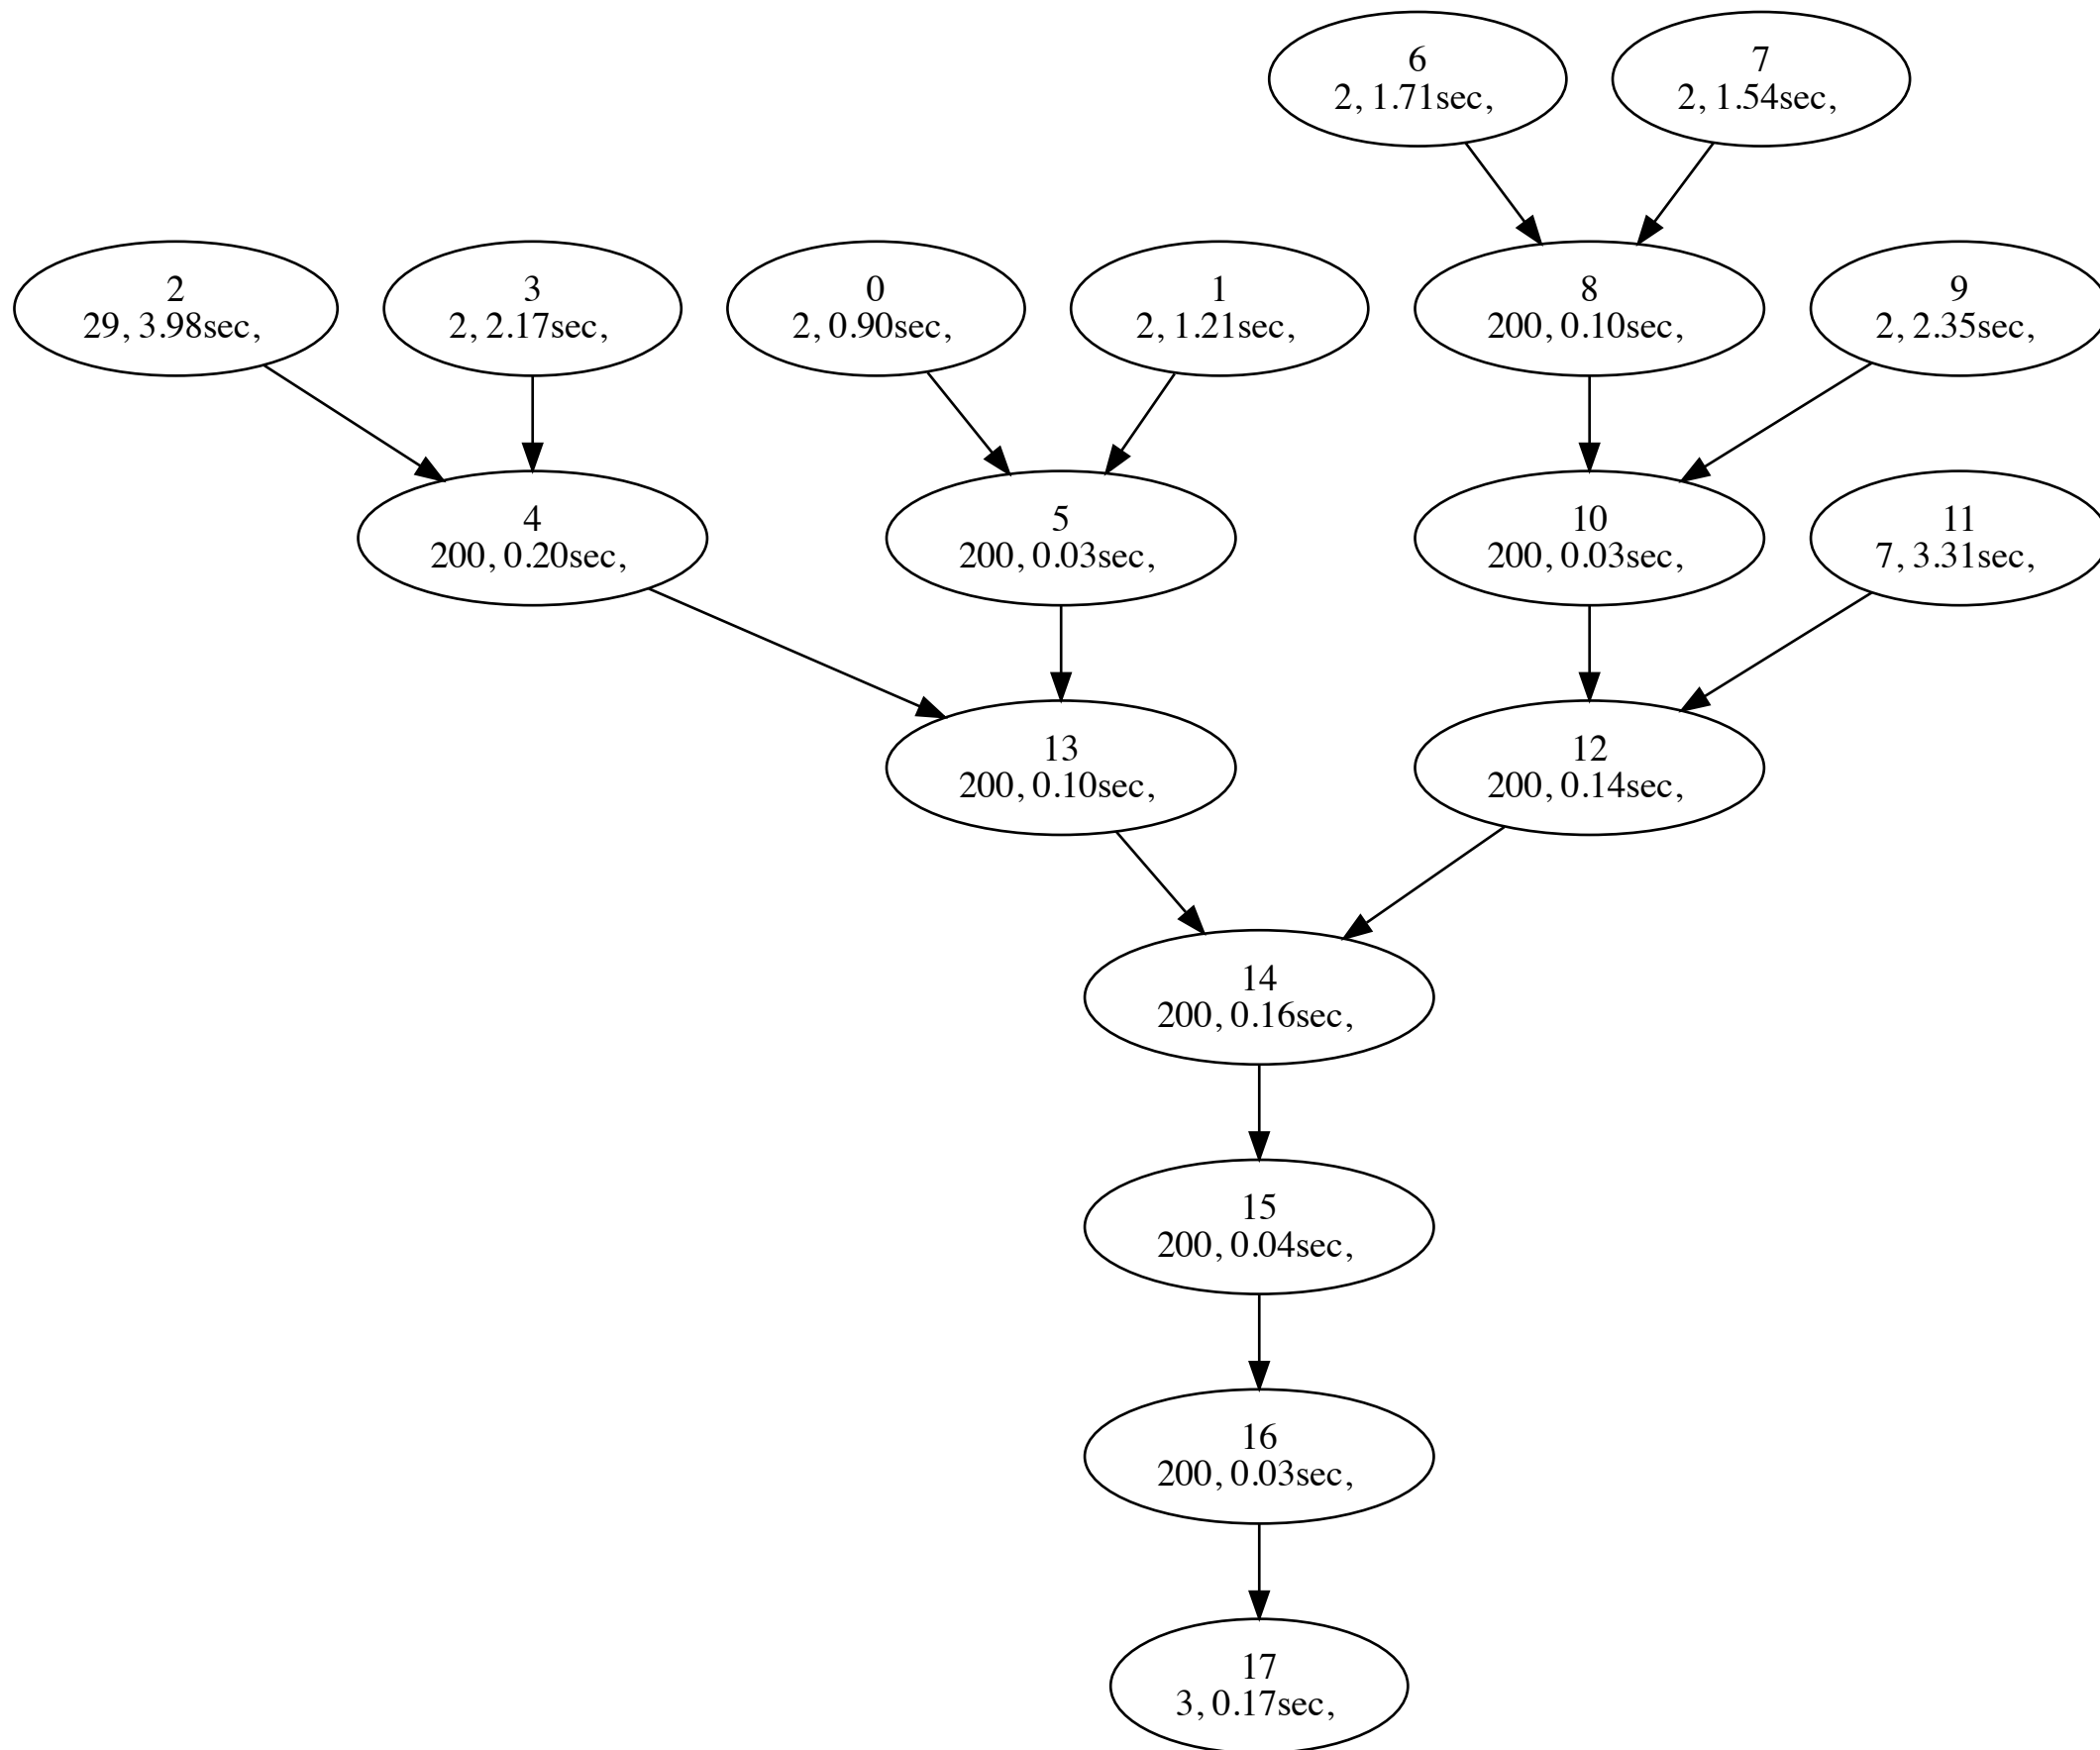 6
2, 1.71sec,
7
2, 1.54sec,
2
29, 3.98sec,
3
2, 2.17sec,
0
2, 0.90sec,
1
2, 1.21sec,
8
200, 0.10sec,
9
2, 2.35sec,
4
200, 0.20sec,
5
200, 0.03sec,
10
200, 0.03sec,
11
7, 3.31sec,
13
200, 0.10sec,
12
200, 0.14sec,
14
200, 0.16sec,
15
200, 0.04sec,
16
200, 0.03sec,
17
3, 0.17sec,